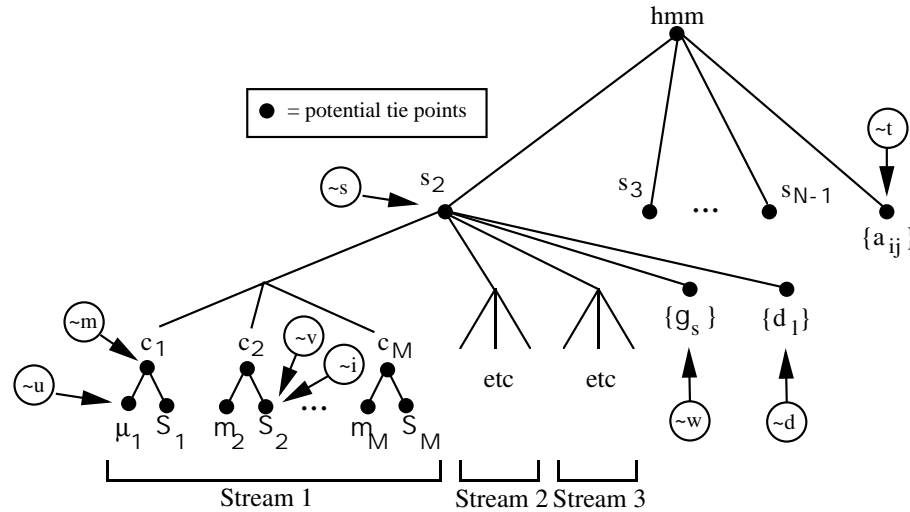 hmm
= potential tie points
~t
~s
s2
s3
...
sN-1
{aij}
~m
c1
c2
~v
~i
cM
{gs}
{dl}
~u
etc
etc
μ1
S1
m2
S2
...
mM
SM
~w
~d
Stream 1
Stream 2
Stream 3